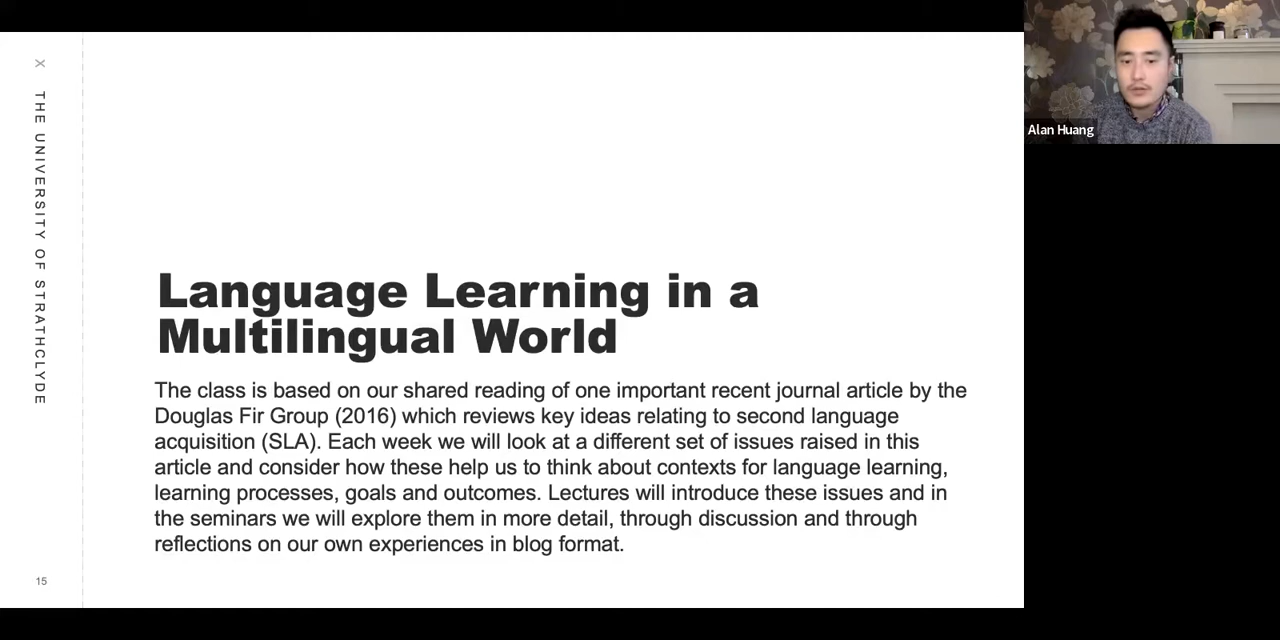 X THE UNIVERSITY OF STRATHCLYDE
Language Learning in a
Multilingual World
The class is based on our shared reading of one important recent journal article by the
Douglas Fir Group (2016) which reviews key ideas relating to second language
acquisition (SLA). Each week we will look at a different set of issues raised in this
article and consider how these help us to think about contexts for language learning,
learning processes, goals and outcomes. Lectures will introduce these issues and in
the seminars we will explore them in more detail, through discussion and through
reflections on our own experiences in blog format.
15
Alan Huang